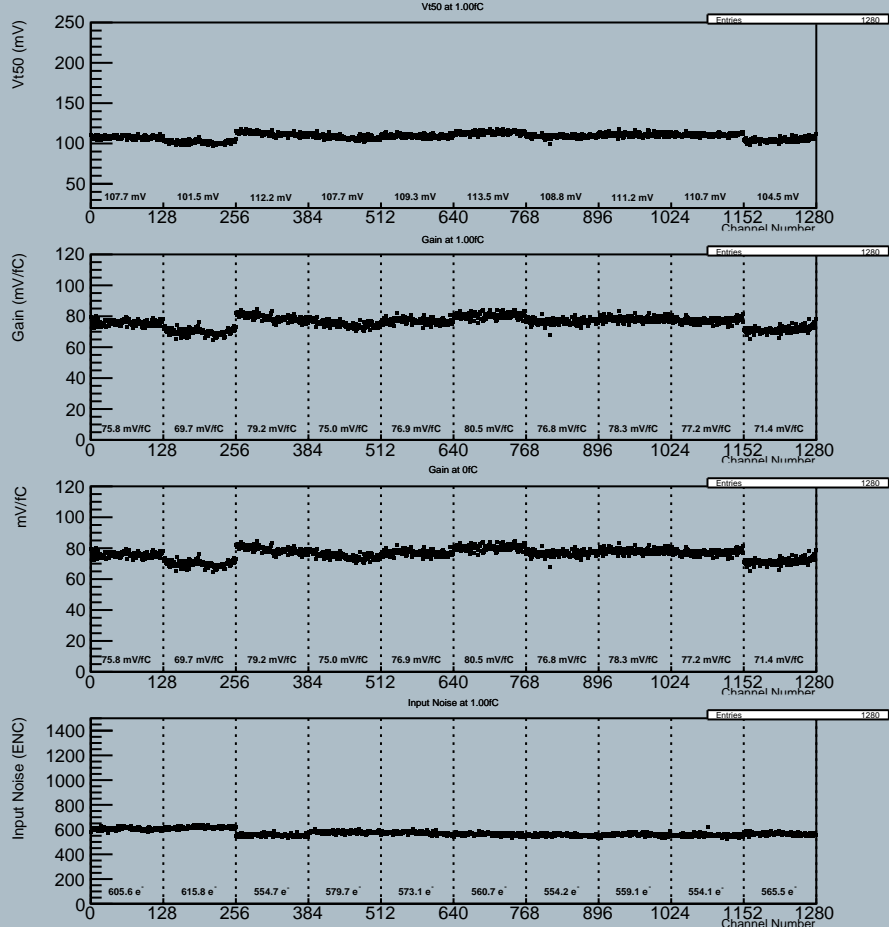 Vt50 at 1.00fC
Entries 1280
Vt50 (mV)
250
200
150
100
50
107.7 mV 101.5 mV 112.2 mV 107.7 mV 109.3 mV 113.5 mV 108.8 mV 111.2 mV 110.7 mV 104.5 mV
0 128 256 384 512 640 768 896 1024 1152 1280
Channel Number
Gain at 1.00fC
Entries 1280
Gain (mV/fC)
120
100
80
60
40
20
0
75.8 mV/fC 69.7 mV/fC 79.2 mV/fC 75.0 mV/fC 76.9 mV/fC 80.5 mV/fC 76.8 mV/fC 78.3 mV/fC 77.2 mV/fC 71.4 mV/fC
0 128 256 384 512 640 768 896 1024 1152 1280
Channel Number
Gain at 0fC
Entries 1280
mV/fC
120
100
80
60
40
20
0
75.8 mV/fC 69.7 mV/fC 79.2 mV/fC 75.0 mV/fC 76.9 mV/fC 80.5 mV/fC 76.8 mV/fC 78.3 mV/fC 77.2 mV/fC 71.4 mV/fC
0 128 256 384 512 640 768 896 1024 1152 1280
Channel Number
Input Noise at 1.00fC
Entries 1280
Input Noise (ENC)
1400
1200
1000
800
600
400
200
0
605.6 e⁻ 615.8 e⁻ 554.7 e⁻ 579.7 e⁻ 573.1 e⁻ 560.7 e⁻ 554.2 e⁻ 559.1 e⁻ 554.1 e⁻ 565.5 e⁻
0 128 256 384 512 640 768 896 1024 1152 1280
Channel Number